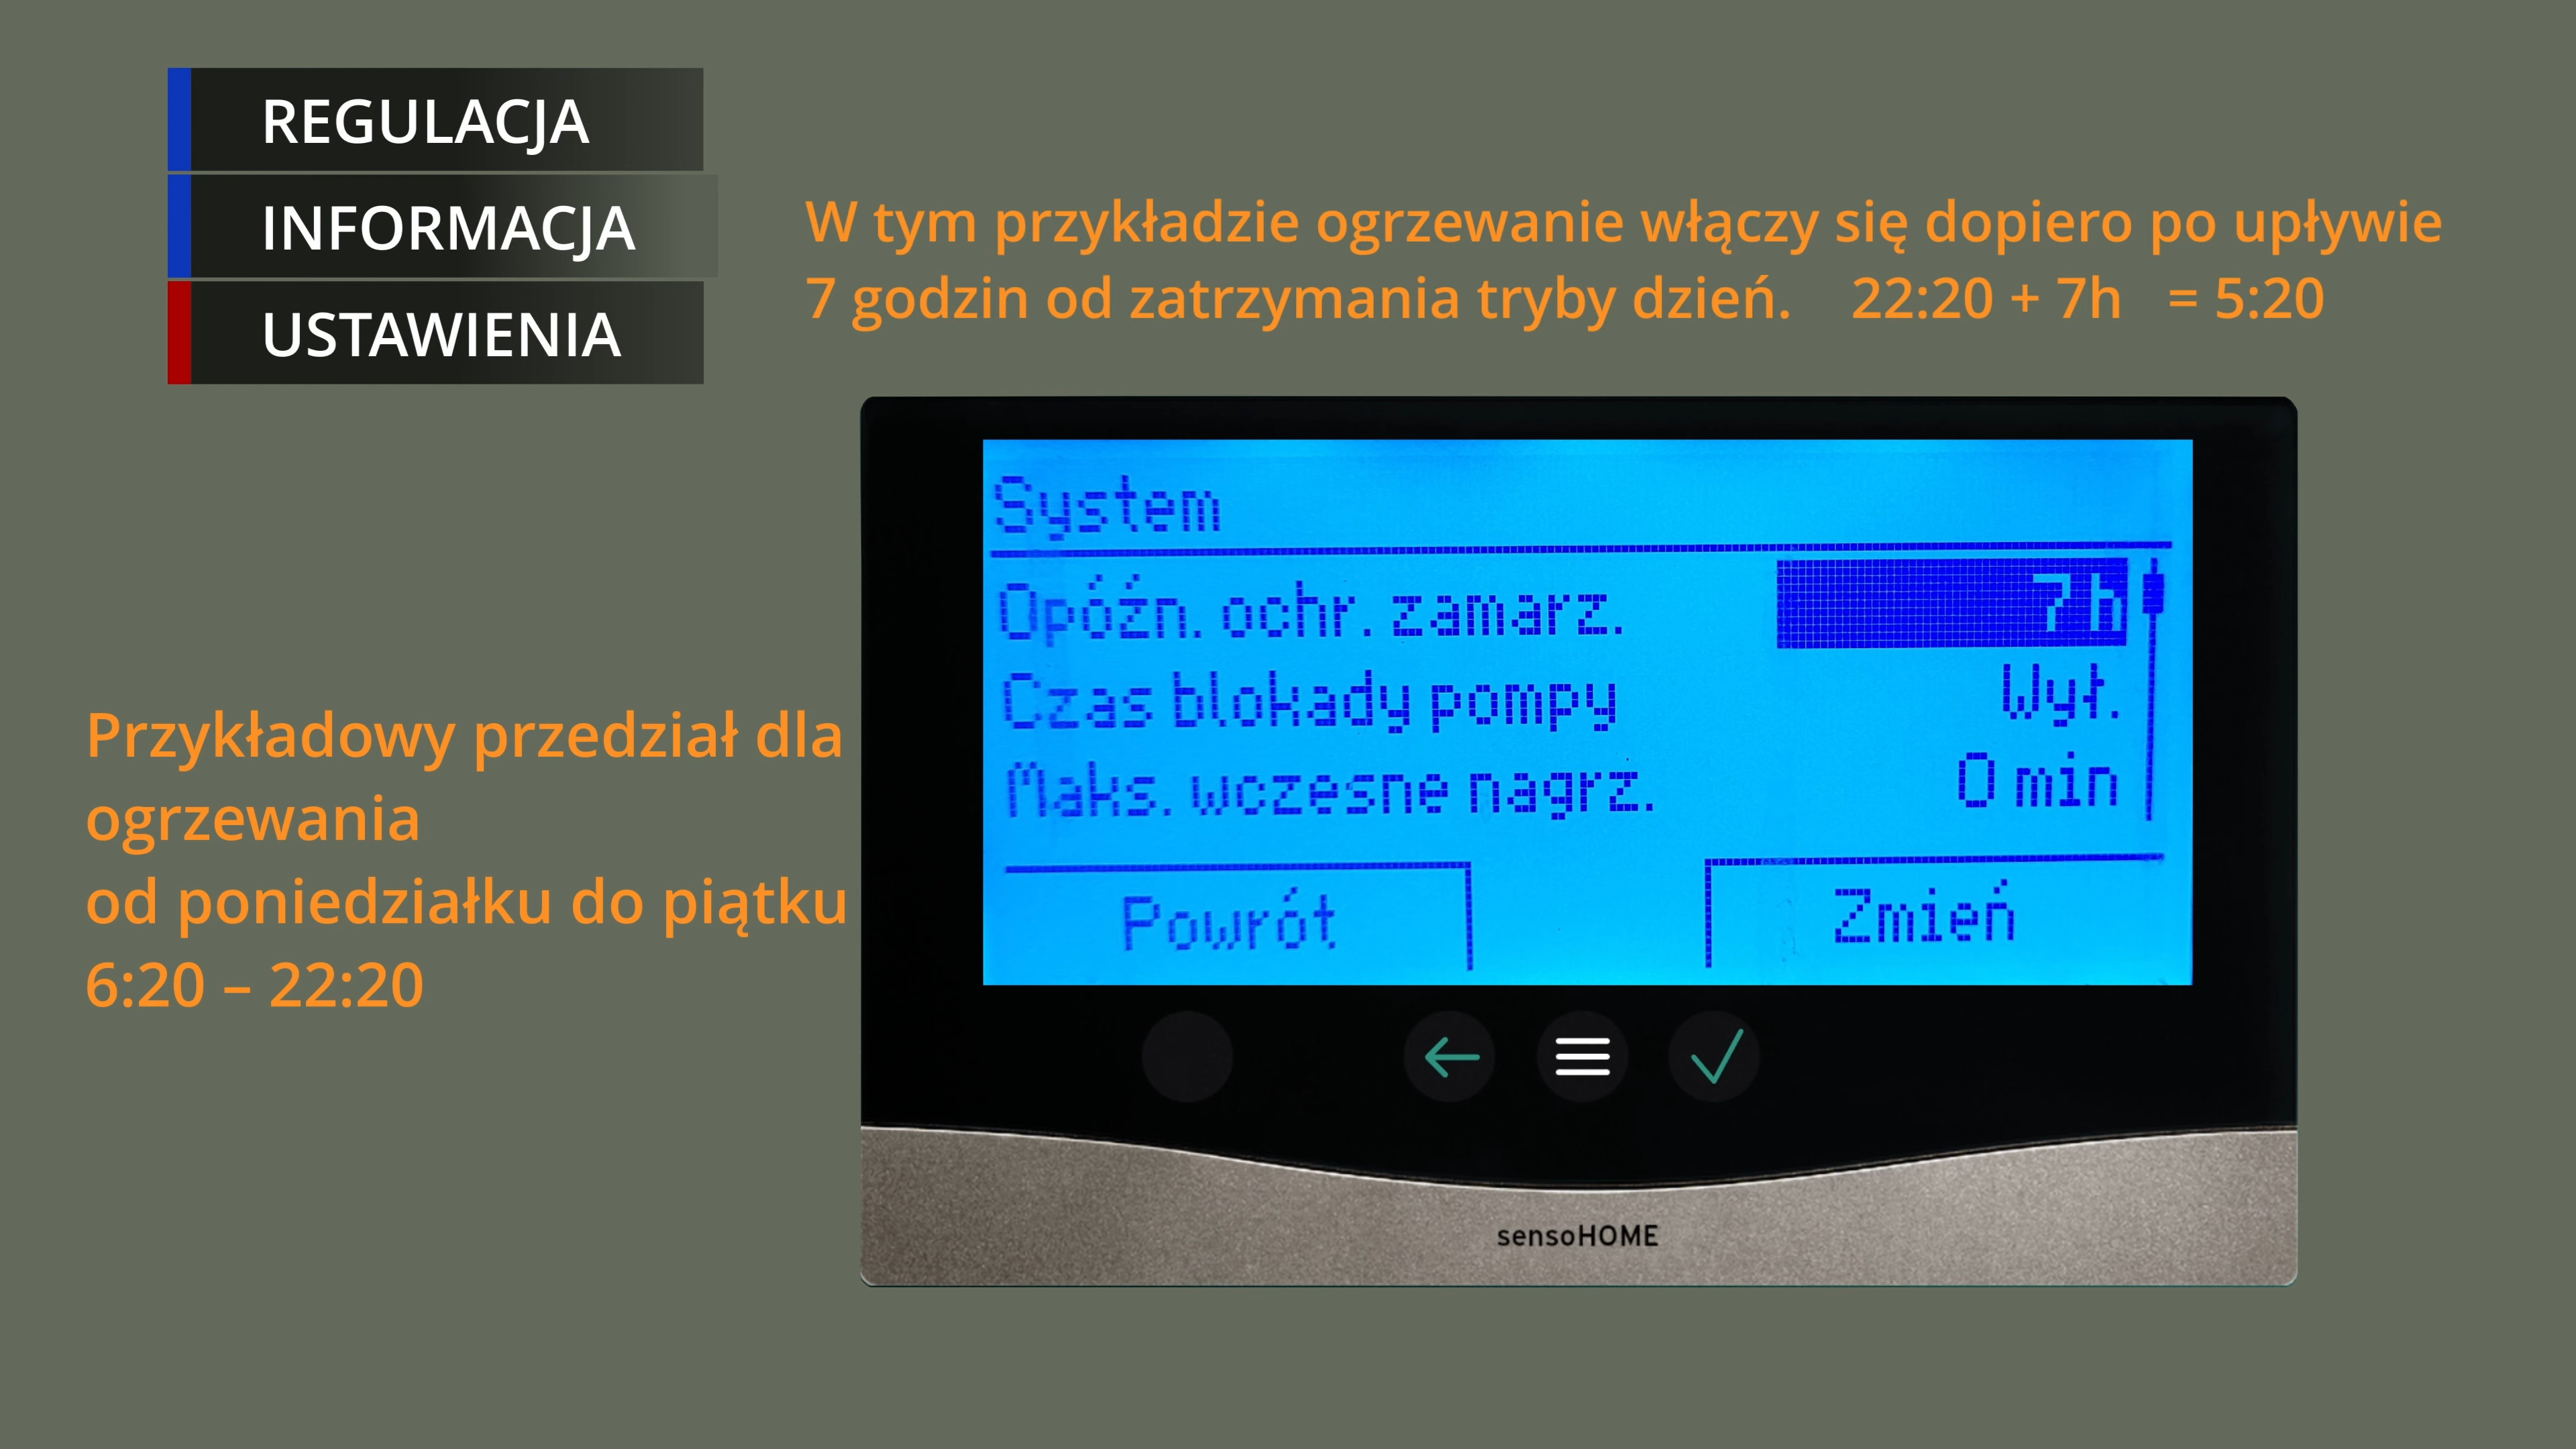 REGULACJA
INFORMACJA
USTAWIENIA
W tym przykładzie ogrzewanie włączy się dopiero po upływie
7 godzin od zatrzymania tryby dzień. 22:20 + 7h = 5:20
Przykładowy przedział dla
ogrzewania
od poniedziałku do piątku
6:20 – 22:20
System
Opóźn. ochr. zamarz. 7 h
Czas blokady pompy Wył.
Maks. wczesne nagrz. 0 min
Powrót Zmień
sensoHOME